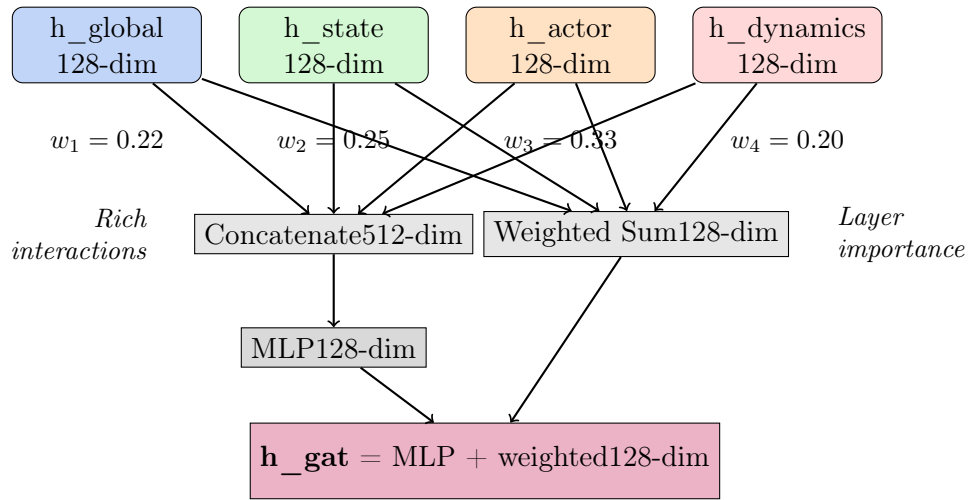 h_global
128-dim
h_state
128-dim
h_actor
128-dim
h_dynamics
128-dim
w₁ = 0.22
w₂ = 0.25
w₃ = 0.33
w₄ = 0.20
Rich
interactions
Concatenate512-dim
Weighted Sum128-dim
Layer
importance
MLP128-dim
h_gat = MLP + weighted128-dim